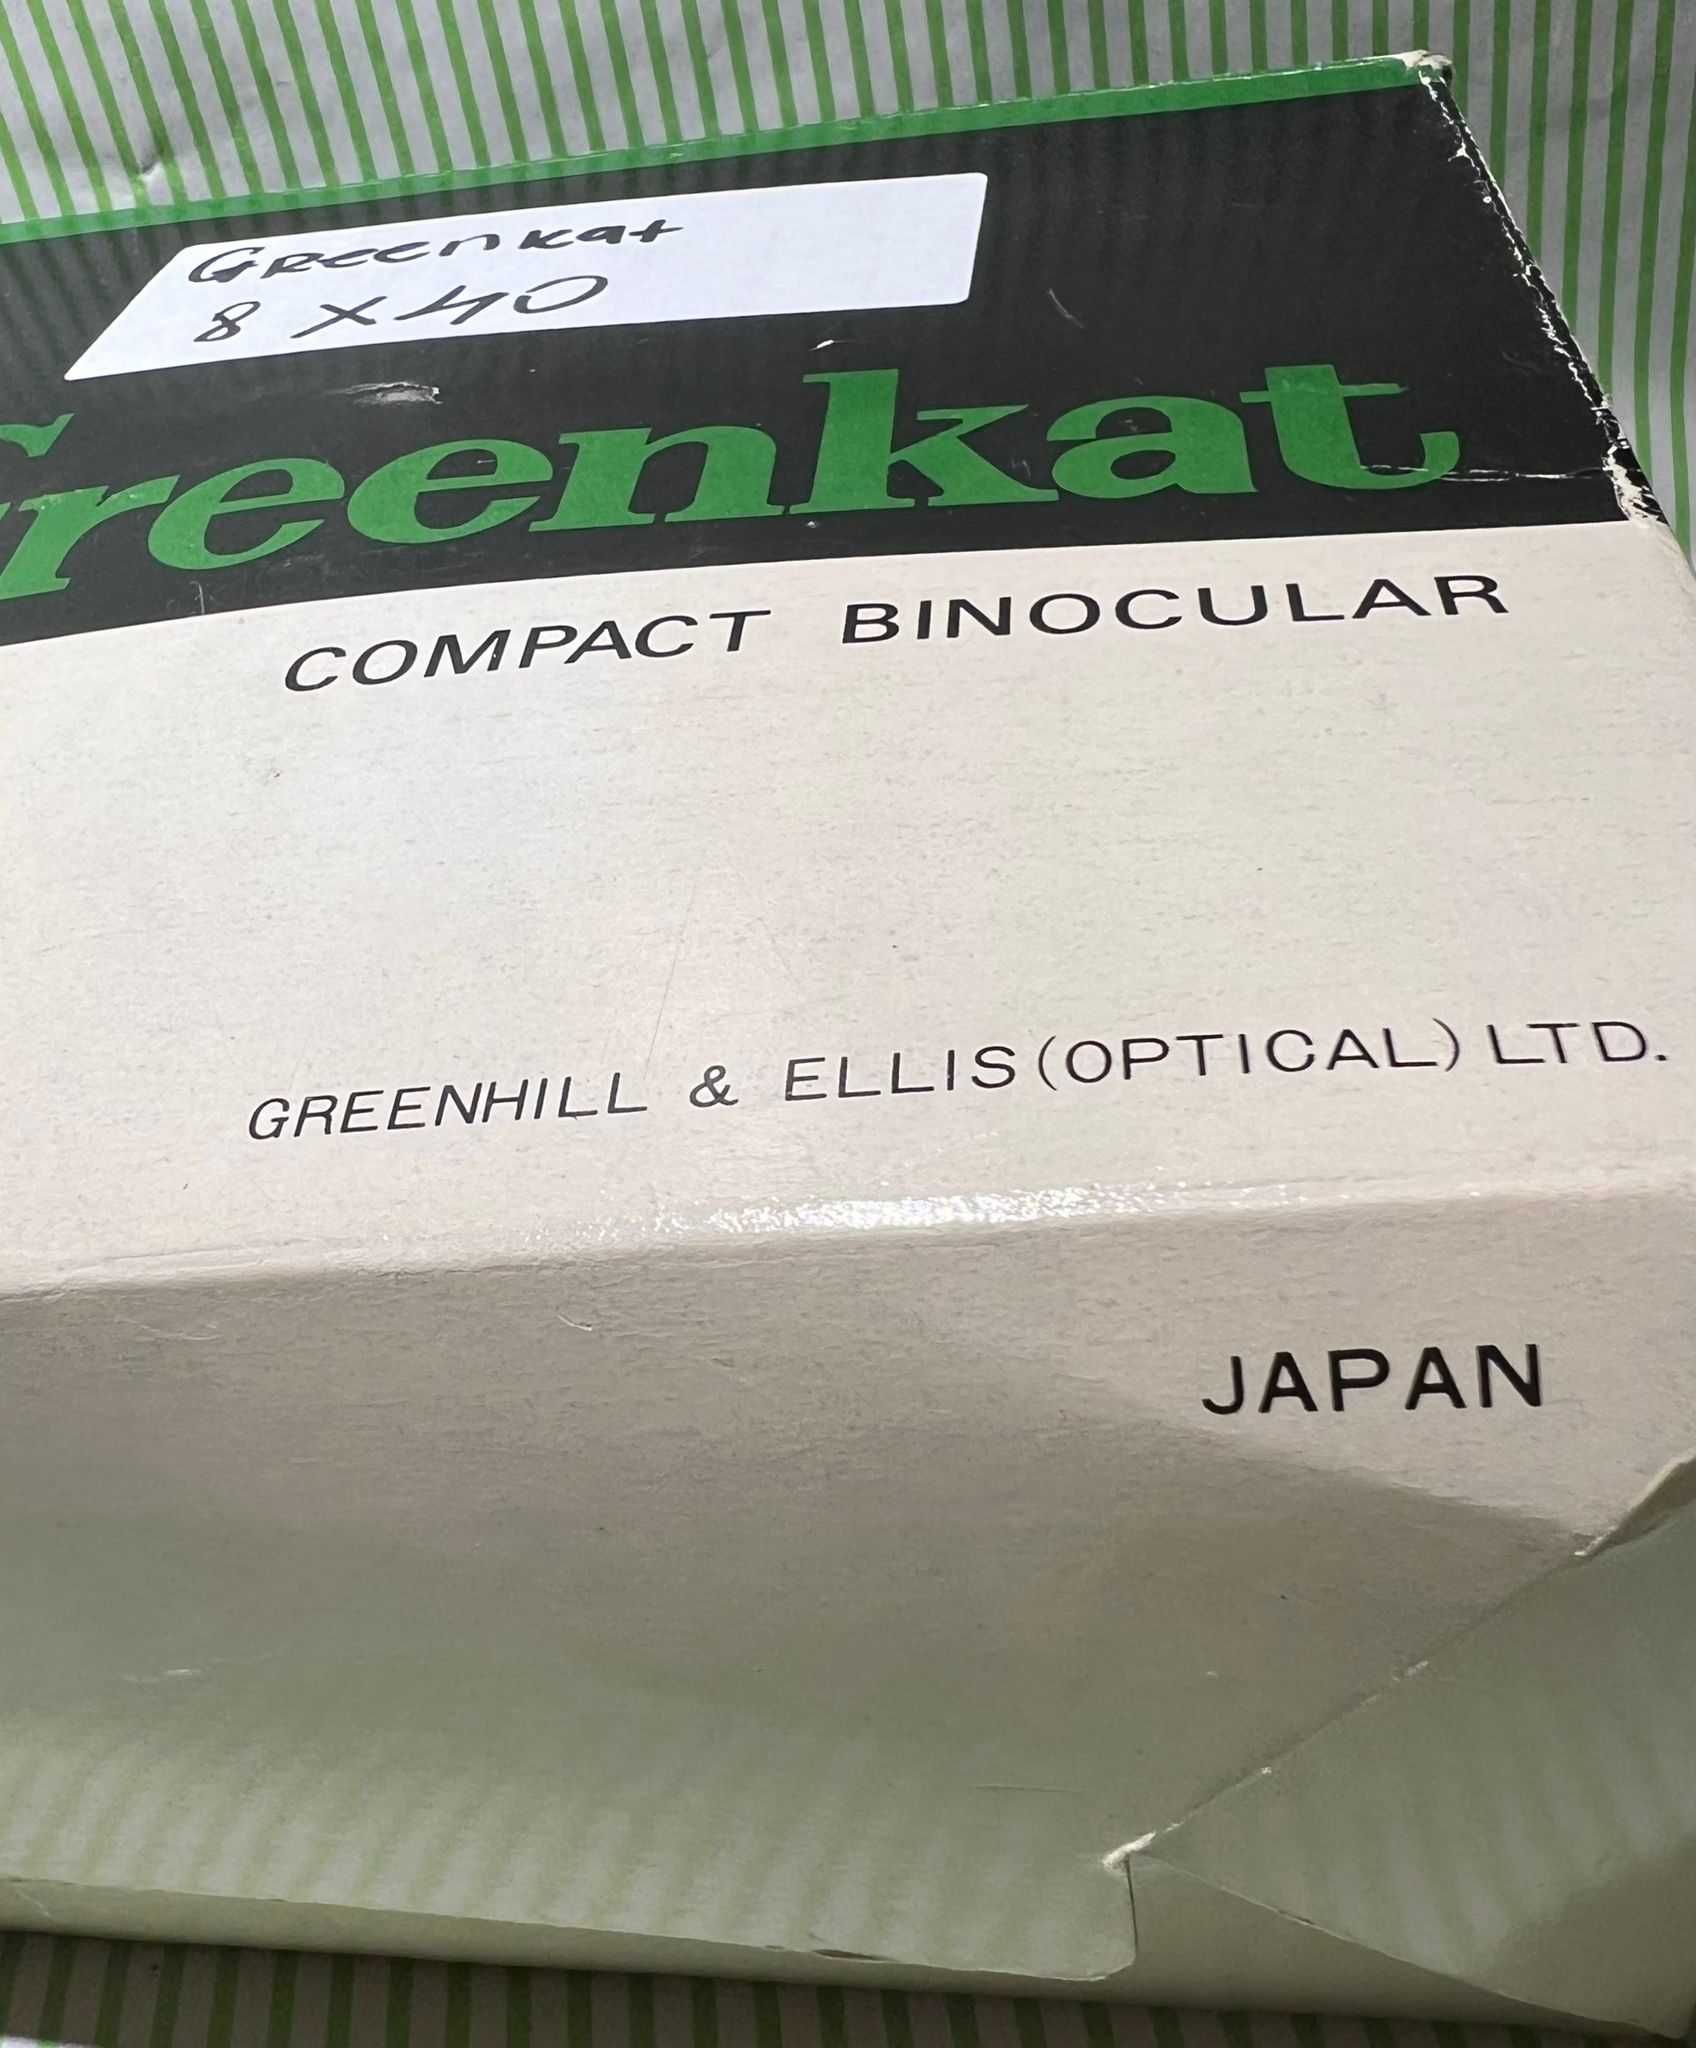 Greenkat
8 x 40
Greenkat
COMPACT BINOCULAR
GREENHILL & ELLIS (OPTICAL) LTD.
JAPAN